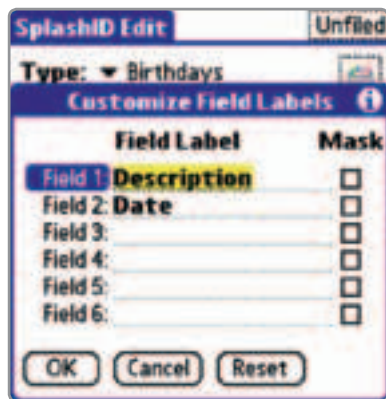 SplashID Edit Unfiled
Type: Birthdays
Customize Field Labels i
Field Label Mask
Field 1: Description
Field 2: Date
Field 3:
Field 4:
Field 5:
Field 6:
OK Cancel Reset